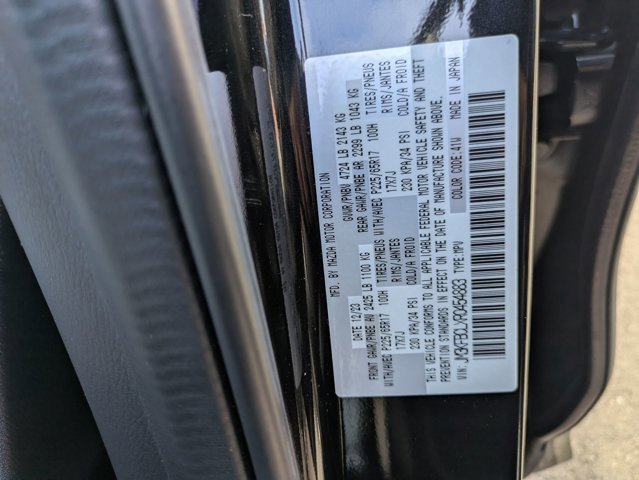 MFD. BY MAZDA MOTOR CORPORATION
DATE 12/23 GVWR/PNBV 4724 LB 2143 KG
FRONT GAWR/PNBE AV 2425 LB 1100 KG REAR GAWR/PNBE AR 2299 LB 1043 KG
TIRES/PNEUS TIRES/PNEUS
WITH/AVEC P225/65R17 100H WITH/AVEC P225/65R17 100H
RIMS/JANTES RIMS/JANTES
17X7J 17X7J
COLD/A FROID COLD/A FROID
230 KPA/34 PSI 230 KPA/34 PSI
THIS VEHICLE CONFORMS TO ALL APPLICABLE FEDERAL MOTOR VEHICLE SAFETY AND THEFT
PREVENTION STANDARDS IN EFFECT ON THE DATE OF MANUFACTURE SHOWN ABOVE.
COLOR CODE: 41W MADE IN JAPAN
VIN: TYPE: MPV